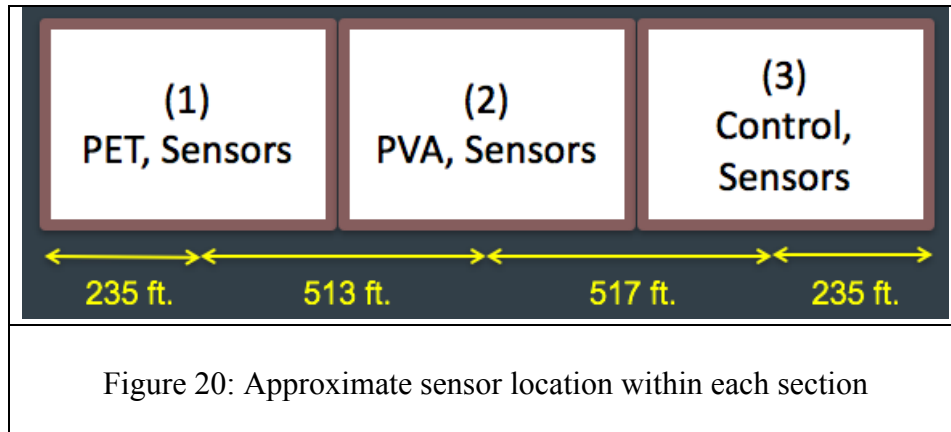 (1)
PET, Sensors
(2)
PVA, Sensors
(3)
Control,
Sensors
235 ft.
513 ft.
517 ft.
235 ft.
Figure 20: Approximate sensor location within each section